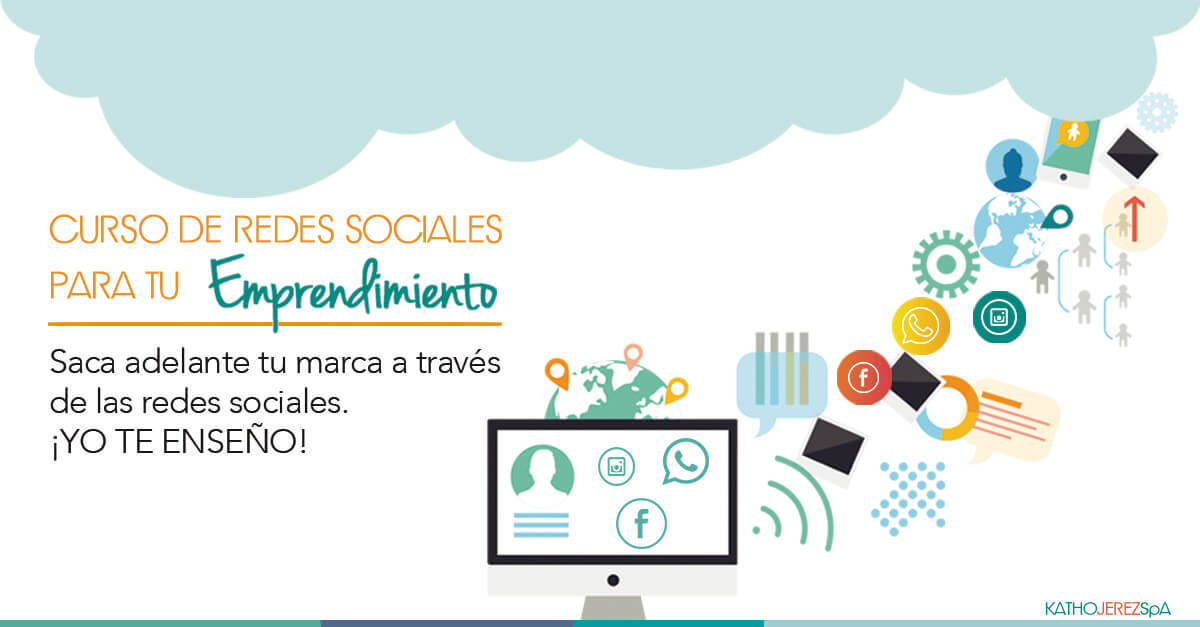 CURSO DE REDES SOCIALES
PARA TU Emprendimiento
Saca adelante tu marca a través
de las redes sociales.
¡YO TE ENSEÑO!
KATHOJEREZSpA